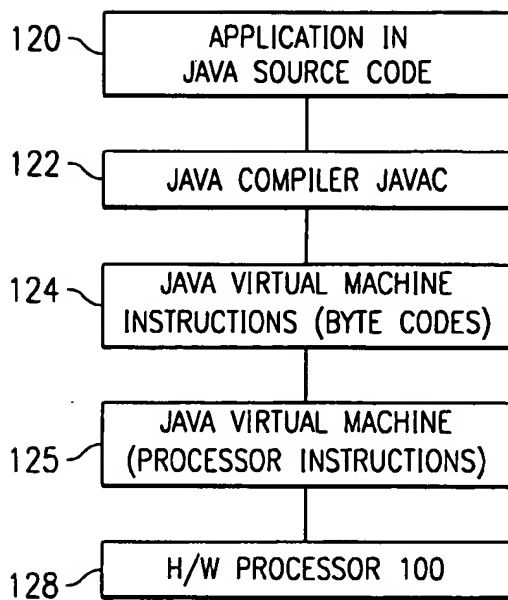 120
APPLICATION IN
JAVA SOURCE CODE
122
JAVA COMPILER JAVAC
124
JAVA VIRTUAL MACHINE
INSTRUCTIONS (BYTE CODES)
125
JAVA VIRTUAL MACHINE
(PROCESSOR INSTRUCTIONS)
128
H/W PROCESSOR 100